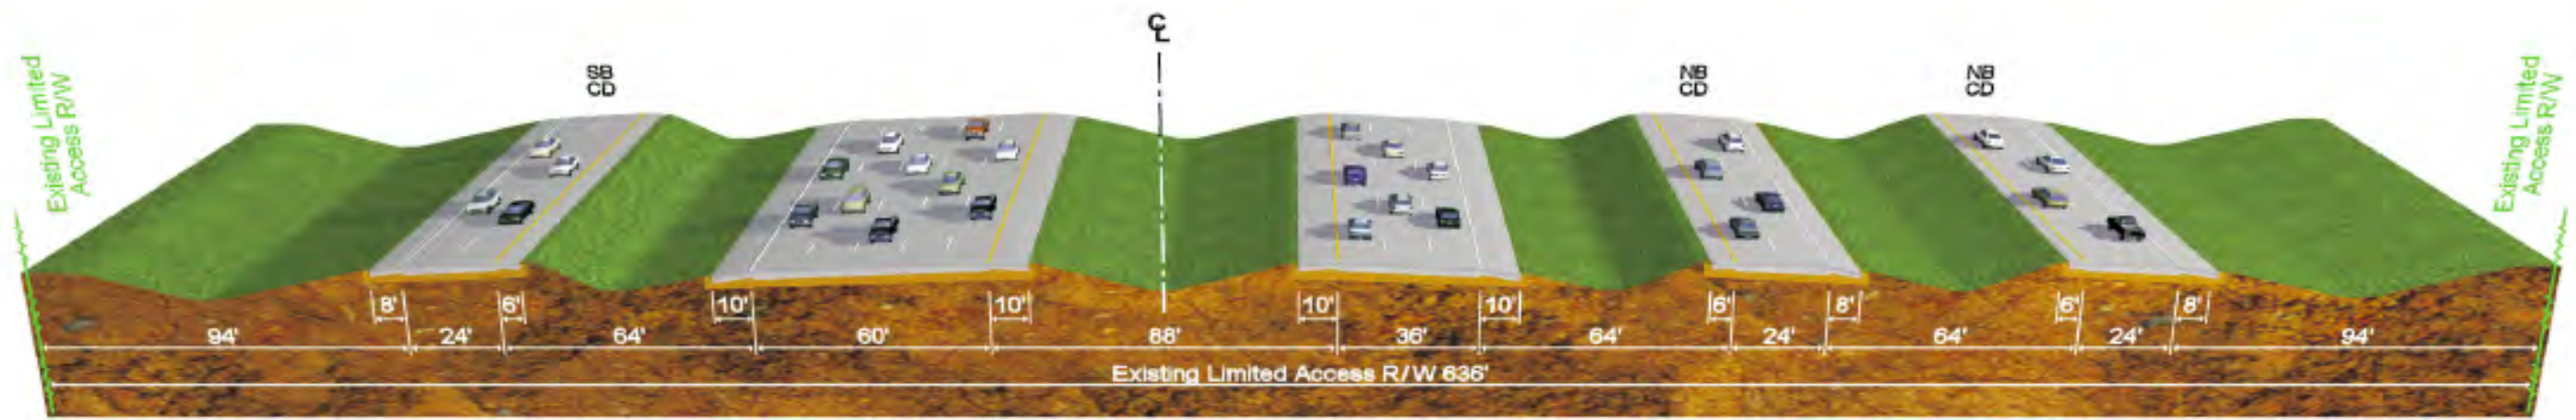 CL
SB
CD
NB
CD
NB
CD
Existing Limited
Access R/W
Existing Limited
Access R/W
8' 6' 10' 10' 10' 10' 6' 8' 6' 8'
94' 24' 64' 60' 88' 36' 64' 24' 64' 24' 94'
Existing Limited Access R/W 636'